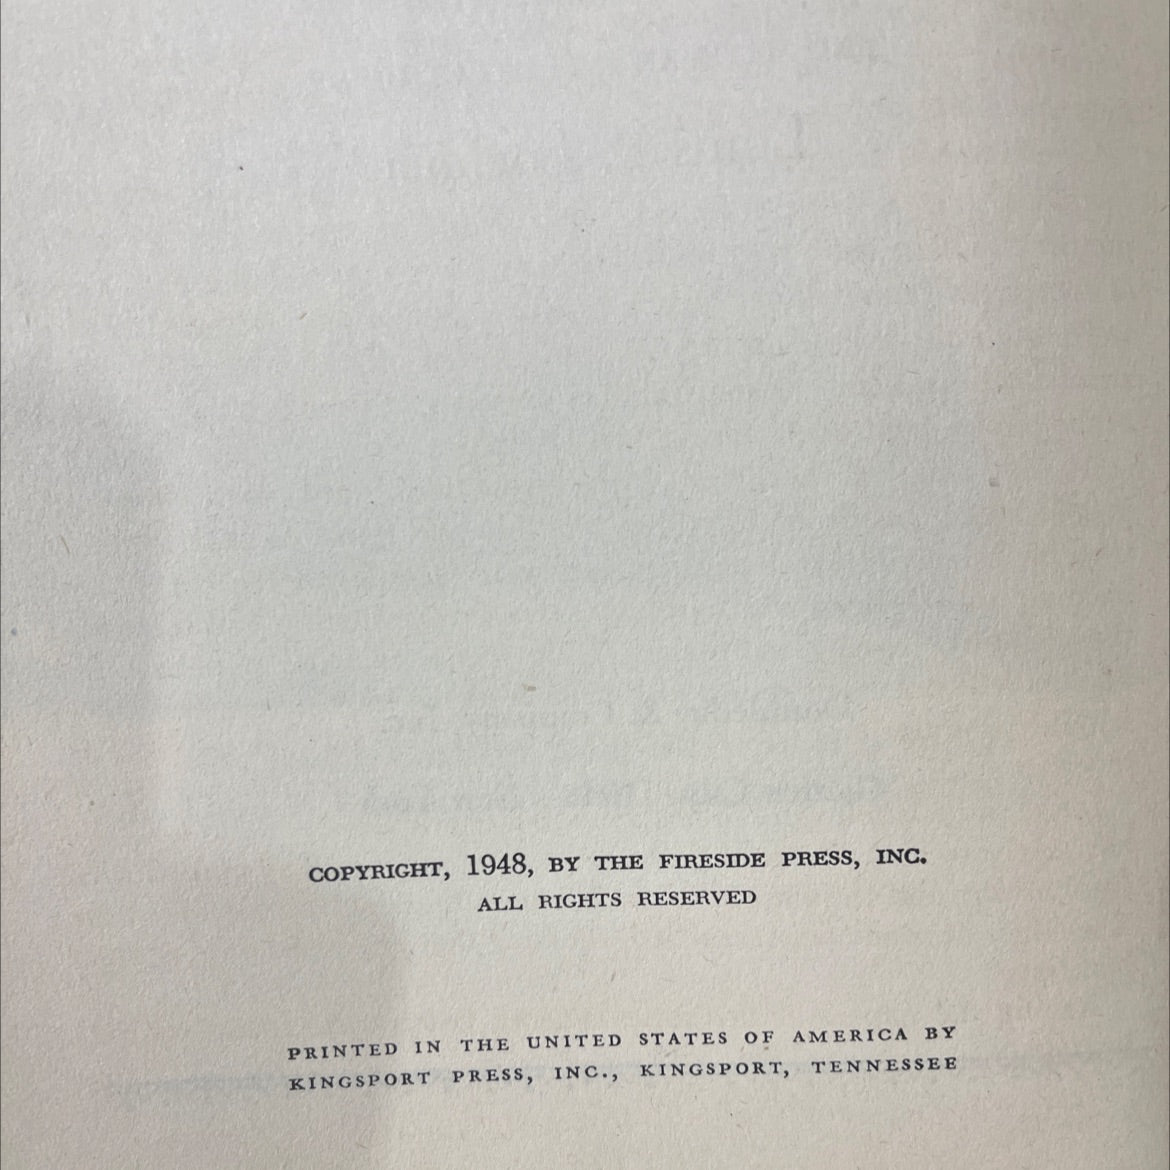 COPYRIGHT, 1948, BY THE FIRESIDE PRESS, INC.
ALL RIGHTS RESERVED
PRINTED IN THE UNITED STATES OF AMERICA BY
KINGSPORT PRESS, INC., KINGSPORT, TENNESSEE